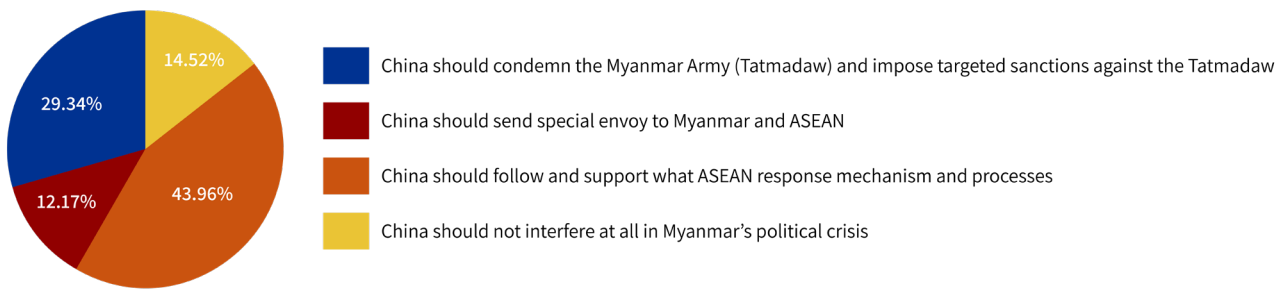 14.52%
29.34%
12.17%
43.96%
China should condemn the Myanmar Army (Tatmadaw) and impose targeted sanctions against the Tatmadaw
China should send special envoy to Myanmar and ASEAN
China should follow and support what ASEAN response mechanism and processes
China should not interfere at all in Myanmar’s political crisis